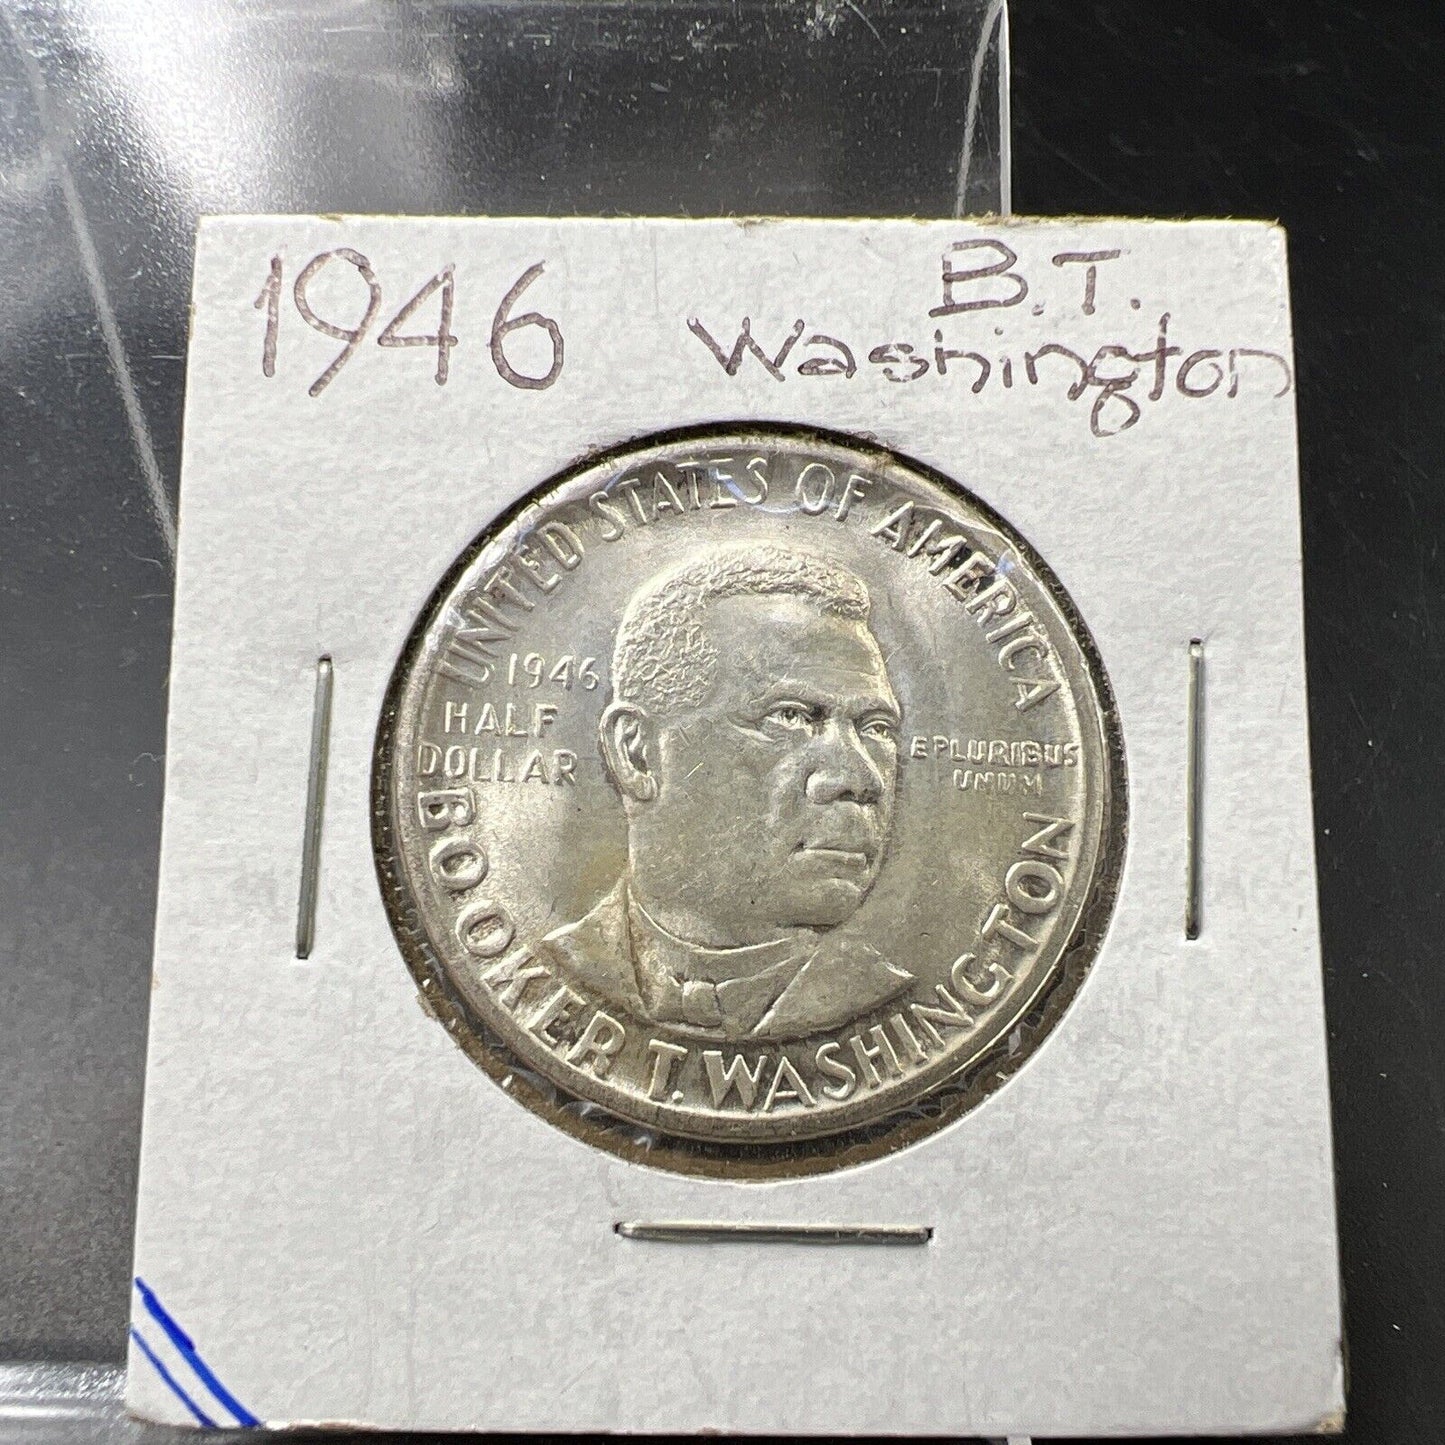 1946
B.T.
Washington
UNITED STATES OF AMERICA
1946
HALF
DOLLAR
E PLURIBUS
UNUM
BOOKER T. WASHINGTON